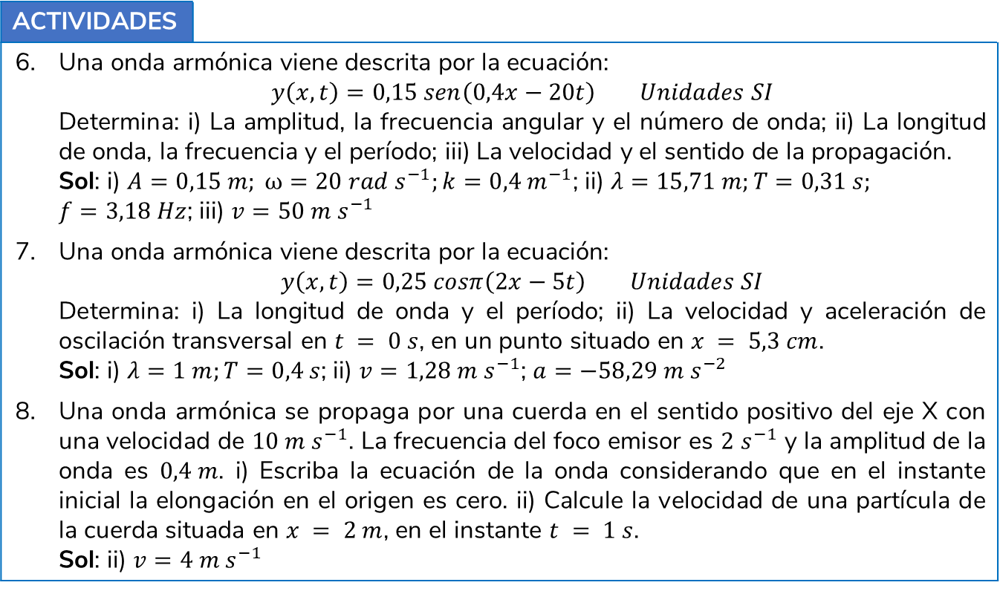 ACTIVIDADES
6. Una onda armónica viene descrita por la ecuación:
y(x, t) = 0,15 sen(0,4x − 20t) Unidades SI
Determina: i) La amplitud, la frecuencia angular y el número de onda; ii) La longitud
de onda, la frecuencia y el período; iii) La velocidad y el sentido de la propagación.
Sol: i) A = 0,15 m; ω = 20 rad s⁻¹; k = 0,4 m⁻¹; ii) λ = 15,71 m; T = 0,31 s;
f = 3,18 Hz; iii) v = 50 m s⁻¹
7. Una onda armónica viene descrita por la ecuación:
y(x, t) = 0,25 cosπ(2x − 5t) Unidades SI
Determina: i) La longitud de onda y el período; ii) La velocidad y aceleración de
oscilación transversal en t = 0 s, en un punto situado en x = 5,3 cm.
Sol: i) λ = 1 m; T = 0,4 s; ii) v = 1,28 m s⁻¹; a = −58,29 m s⁻²
8. Una onda armónica se propaga por una cuerda en el sentido positivo del eje X con
una velocidad de 10 m s⁻¹. La frecuencia del foco emisor es 2 s⁻¹ y la amplitud de la
onda es 0,4 m. i) Escriba la ecuación de la onda considerando que en el instante
inicial la elongación en el origen es cero. ii) Calcule la velocidad de una partícula de
la cuerda situada en x = 2 m, en el instante t = 1 s.
Sol: ii) v = 4 m s⁻¹